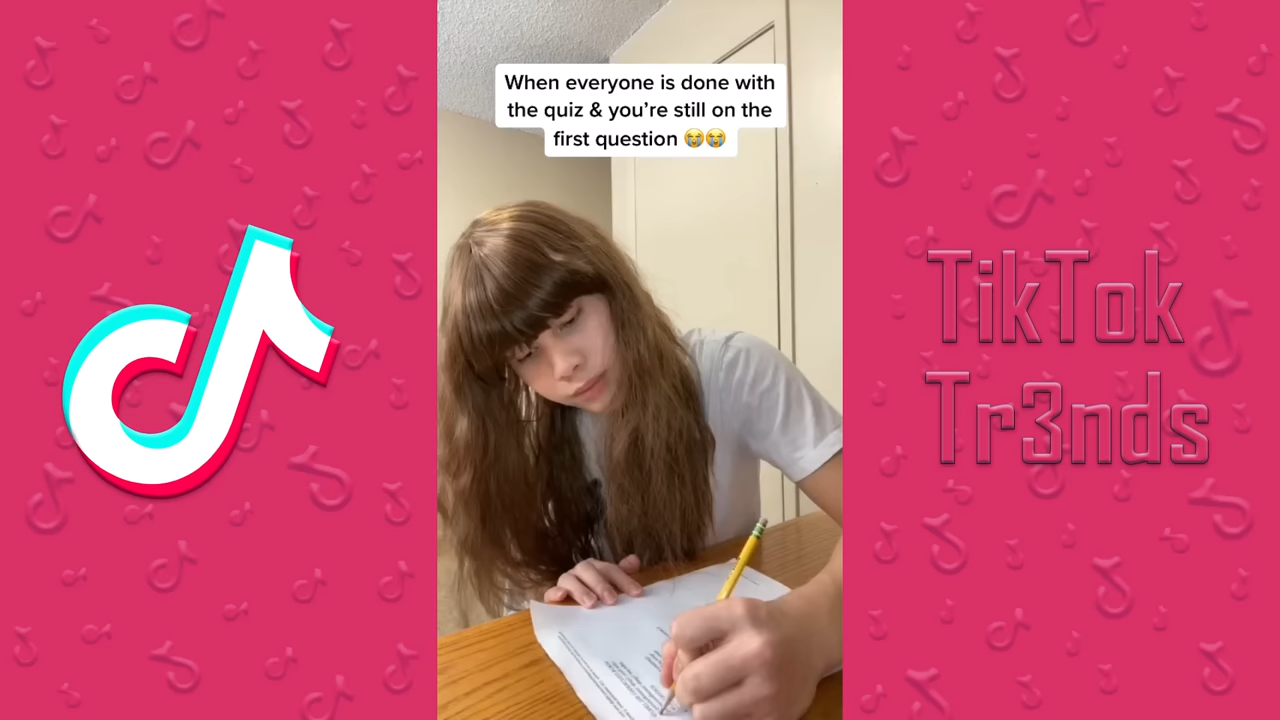 When everyone is done with
the quiz & you're still on the
first question 😭😭
TikTok
Tr3nds